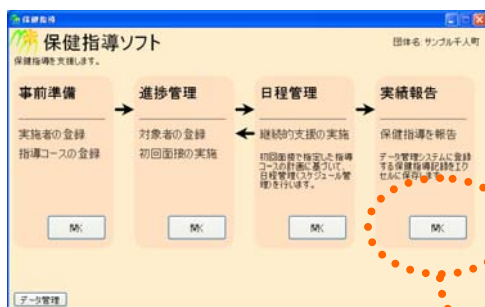 保健指導
保健指導ソフト
団体名 サンプル千人町
保健指導を支援します。
事前準備
実施者の登録
指導コースの登録
開く
進捗管理
対象者の登録
初回面接の実施
開く
日程管理
継続的支援の実施
初回面接で指定した指導
コースの計画に基づいて、
日程管理(スケジュール管
理)を行います。
開く
実績報告
保健指導を報告
データ管理システムに登録
する保健指導記録をエク
セルに保存します。
開く
データ管理